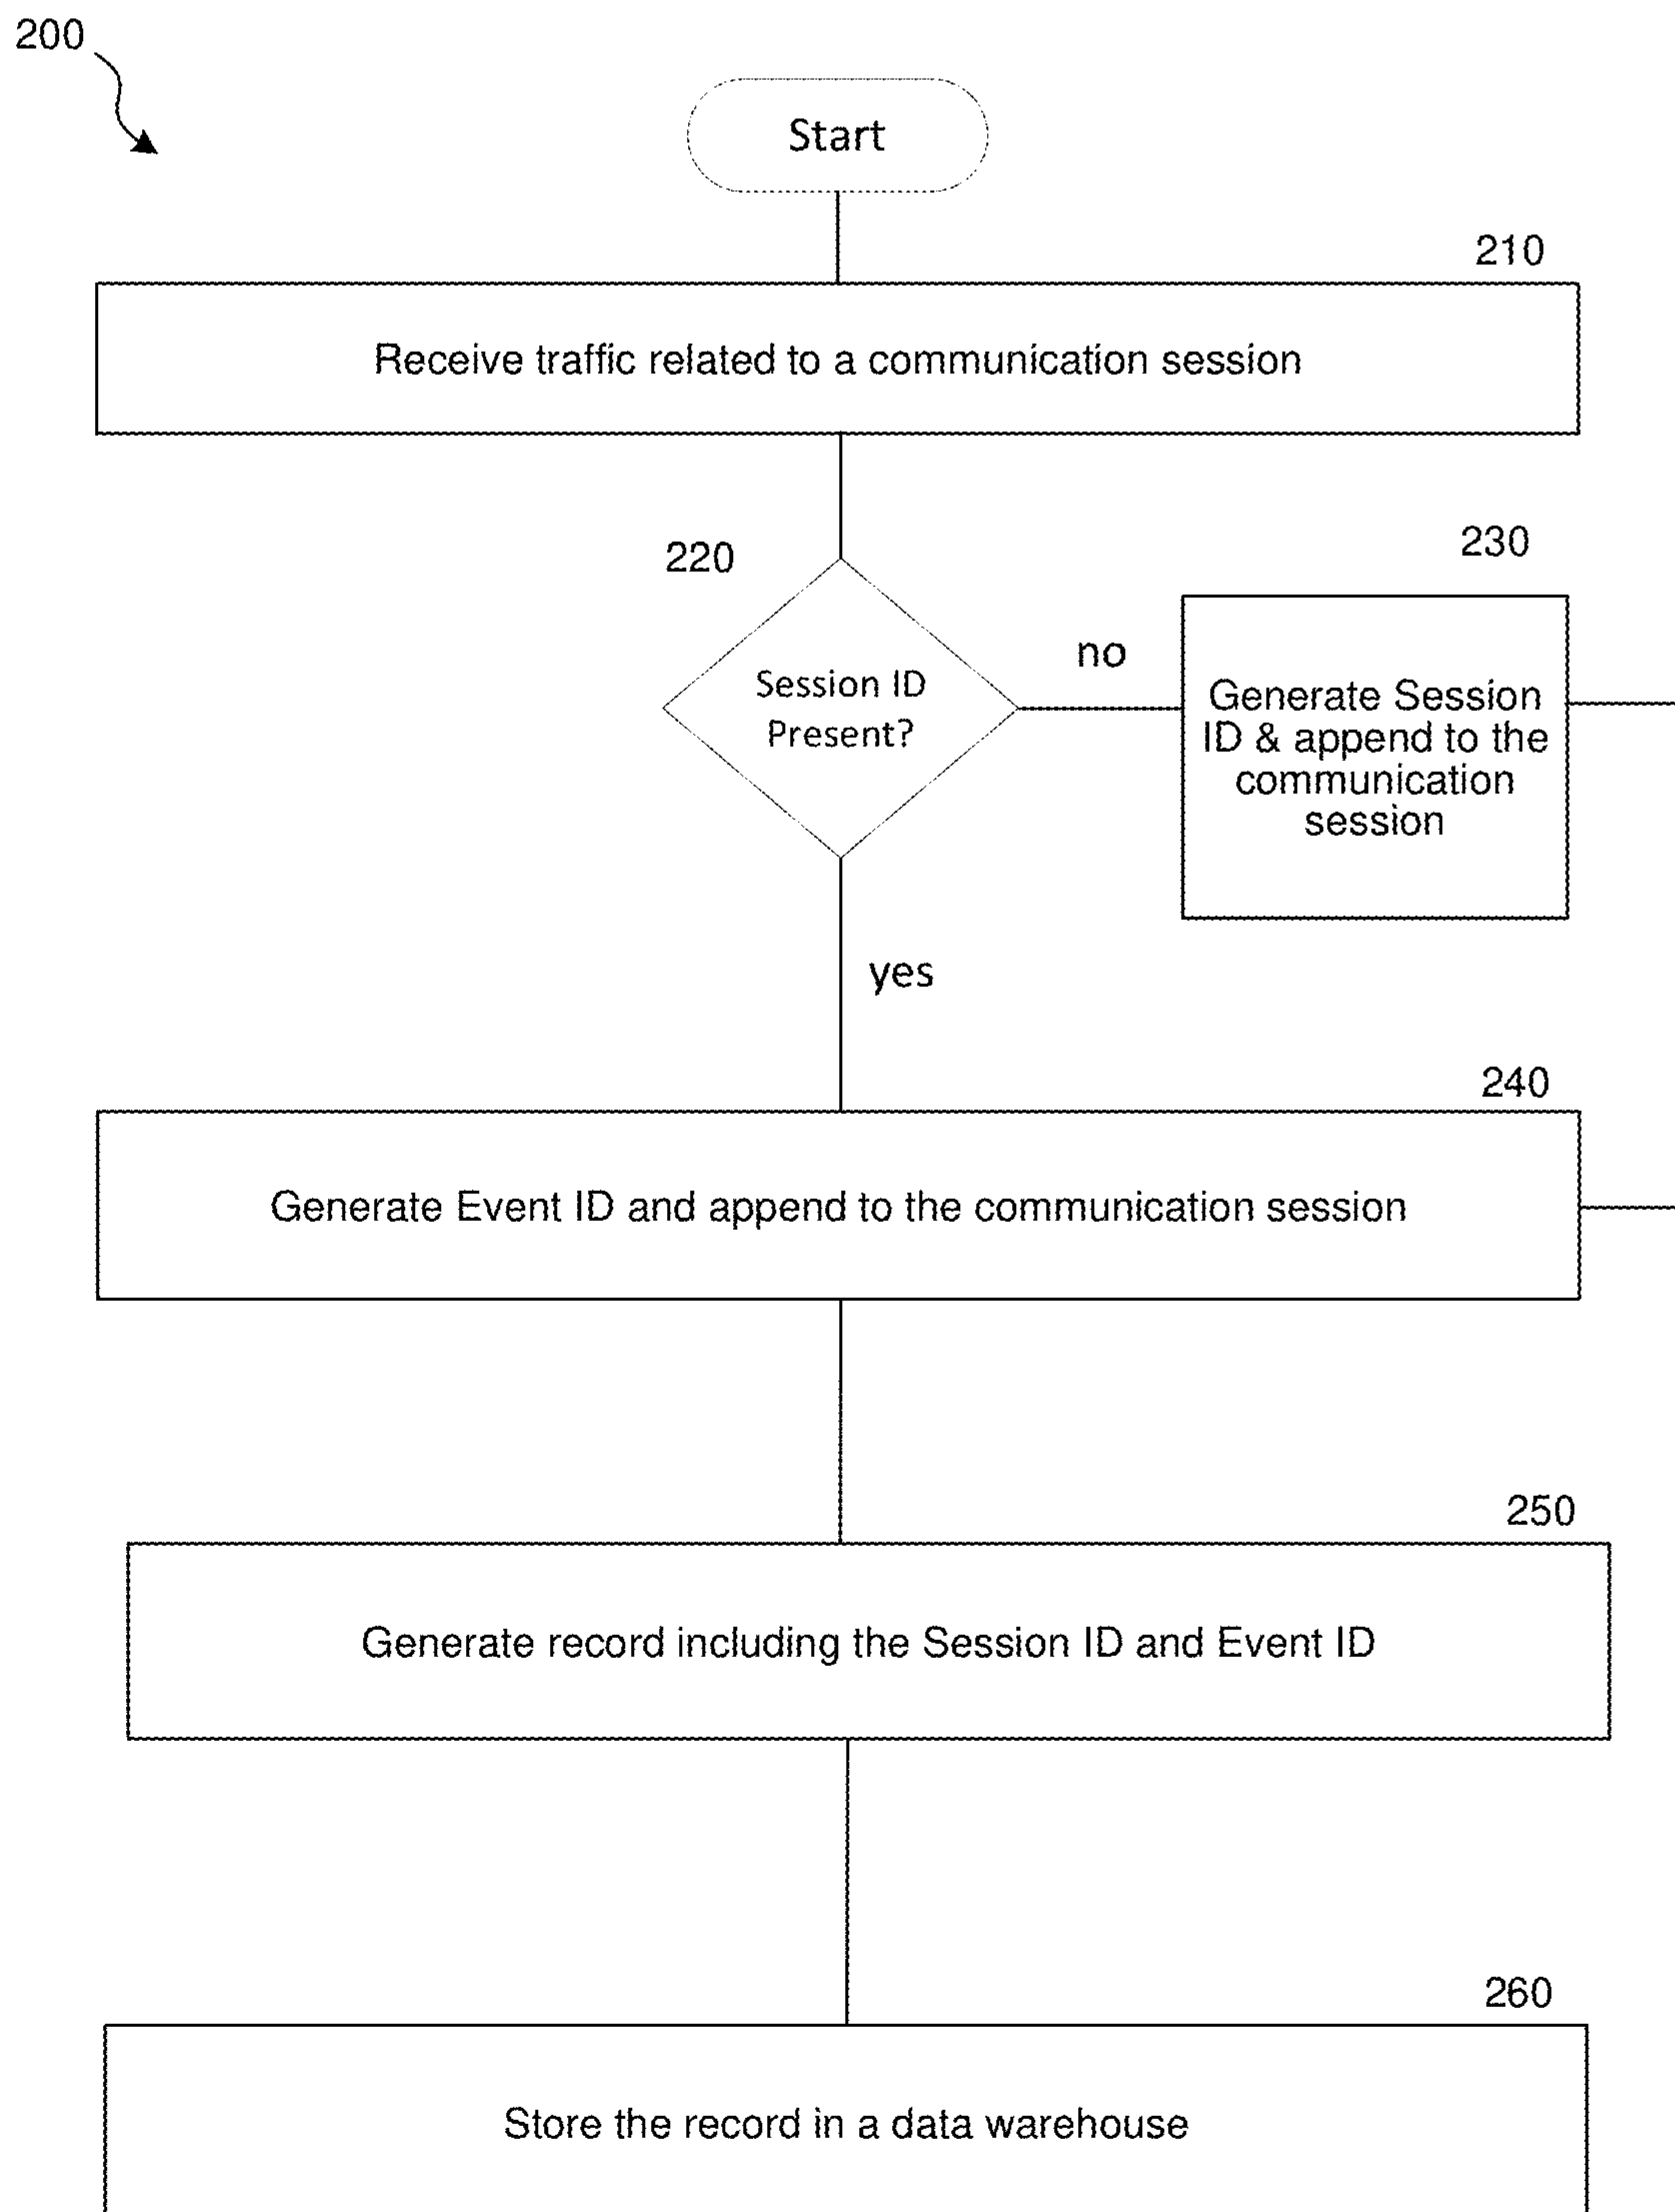 200
Start
210
Receive traffic related to a communication session
220
Session ID
Present?
no
230
Generate Session
ID & append to the
communication
session
yes
240
Generate Event ID and append to the communication session
250
Generate record including the Session ID and Event ID
260
Store the record in a data warehouse